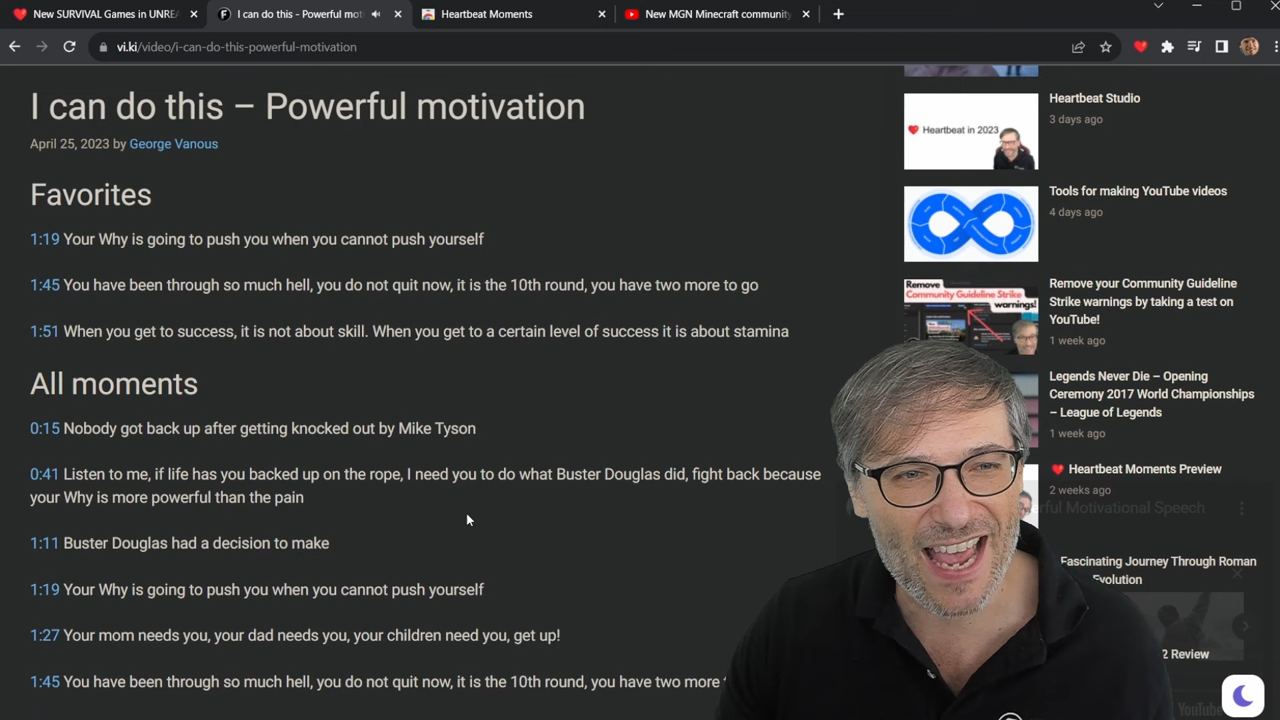 New SURVIVAL Games in UNREA
I can do this - Powerful mot
Heartbeat Moments
New MGN Minecraft community
vi.ki/video/i-can-do-this-powerful-motivation
I can do this – Powerful motivation
April 25, 2023 by George Vanous
Favorites
1:19 Your Why is going to push you when you cannot push yourself
1:45 You have been through so much hell, you do not quit now, it is the 10th round, you have two more to go
1:51 When you get to success, it is not about skill. When you get to a certain level of success it is about stamina
All moments
0:15 Nobody got back up after getting knocked out by Mike Tyson
0:41 Listen to me, if life has you backed up on the rope, I need you to do what Buster Douglas did, fight back because
your Why is more powerful than the pain
1:11 Buster Douglas had a decision to make
1:19 Your Why is going to push you when you cannot push yourself
1:27 Your mom needs you, your dad needs you, your children need you, get up!
1:45 You have been through so much hell, you do not quit now, it is the 10th round, you have two more
Heartbeat in 2023
Heartbeat Studio
3 days ago
Tools for making YouTube videos
4 days ago
Remove
Community Guideline Strike
warnings!
Remove your Community Guideline
Strike warnings by taking a test on
YouTube!
1 week ago
Legends Never Die – Opening
Ceremony 2017 World Championships
– League of Legends
1 week ago
Heartbeat Moments Preview
2 weeks ago
erful Motivational Speech
Fascinating Journey Through Roman
Evolution
2 Review
YouTube